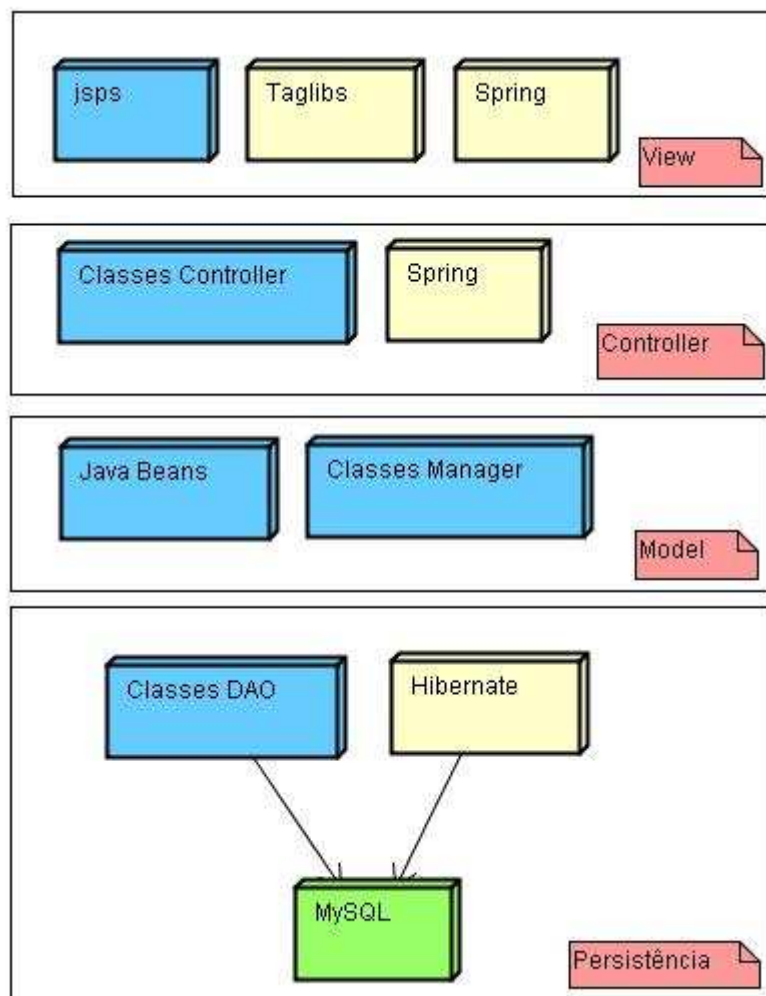 jsps
Taglibs
Spring
View
Classes Controller
Spring
Controller
Java Beans
Classes Manager
Model
Classes DAO
Hibernate
MySQL
Persistência